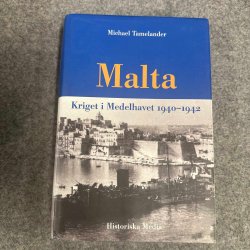 Michael Tamelander
Malta
Kriget i Medelhavet 1940–1942
Historiska Media